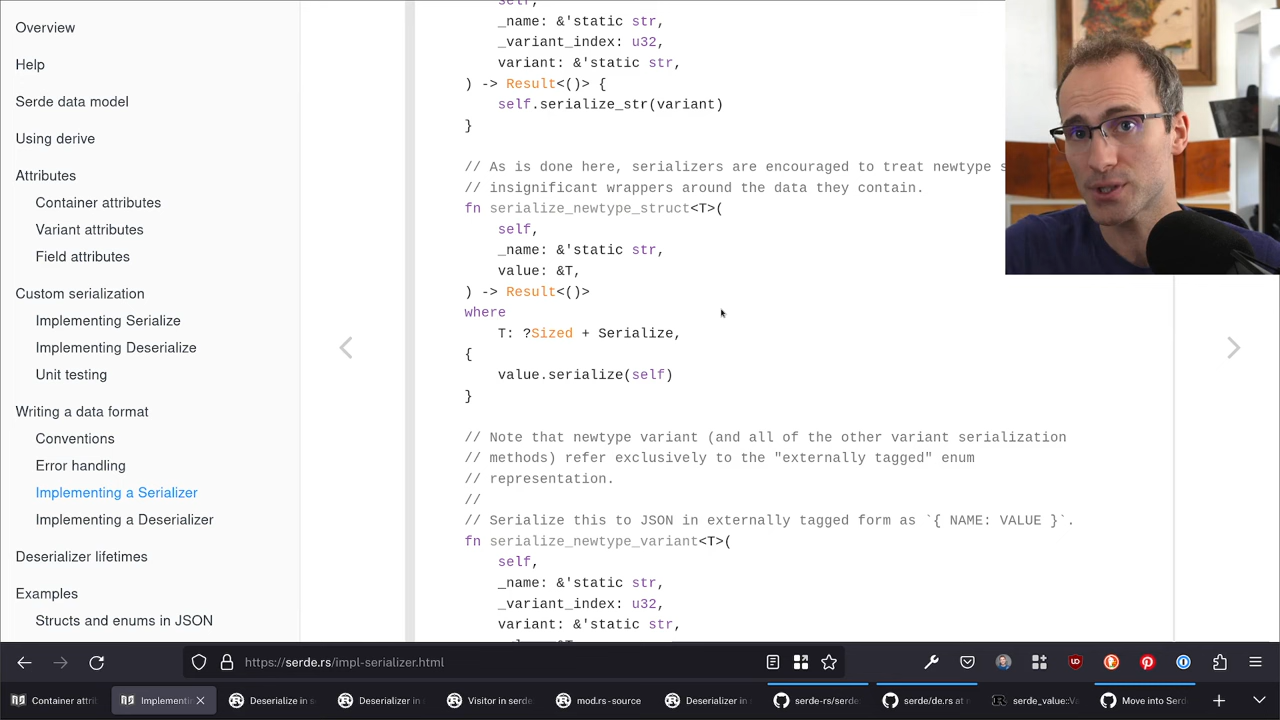 Overview
Help
Serde data model
Using derive
Attributes
Container attributes
Variant attributes
Field attributes
Custom serialization
Implementing Serialize
Implementing Deserialize
Unit testing
Writing a data format
Conventions
Error handling
Implementing a Serializer
Implementing a Deserializer
Deserializer lifetimes
Examples
Structs and enums in JSON
self,
_name: &'static str,
_variant_index: u32,
variant: &'static str,
) -> Result<()> {
self.serialize_str(variant)
}
// As is done here, serializers are encouraged to treat newtype s
// insignificant wrappers around the data they contain.
fn serialize_newtype_struct<T>(
self,
_name: &'static str,
value: &T,
) -> Result<()>
where
T: ?Sized + Serialize,
{
value.serialize(self)
}
// Note that newtype variant (and all of the other variant serialization
// methods) refer exclusively to the "externally tagged" enum
// representation.
//
// Serialize this to JSON in externally tagged form as `{ NAME: VALUE }`.
fn serialize_newtype_variant<T>(
self,
_name: &'static str,
_variant_index: u32,
variant: &'static str,
https://serde.rs/impl-serializer.html
Container attri
Implementin
Deserialize in s
Deserializer in
Visitor in serde
mod.rs - source
Deserializer in
serde-rs/serde
serde/de.rs at
serde_value::V
Move into Serd